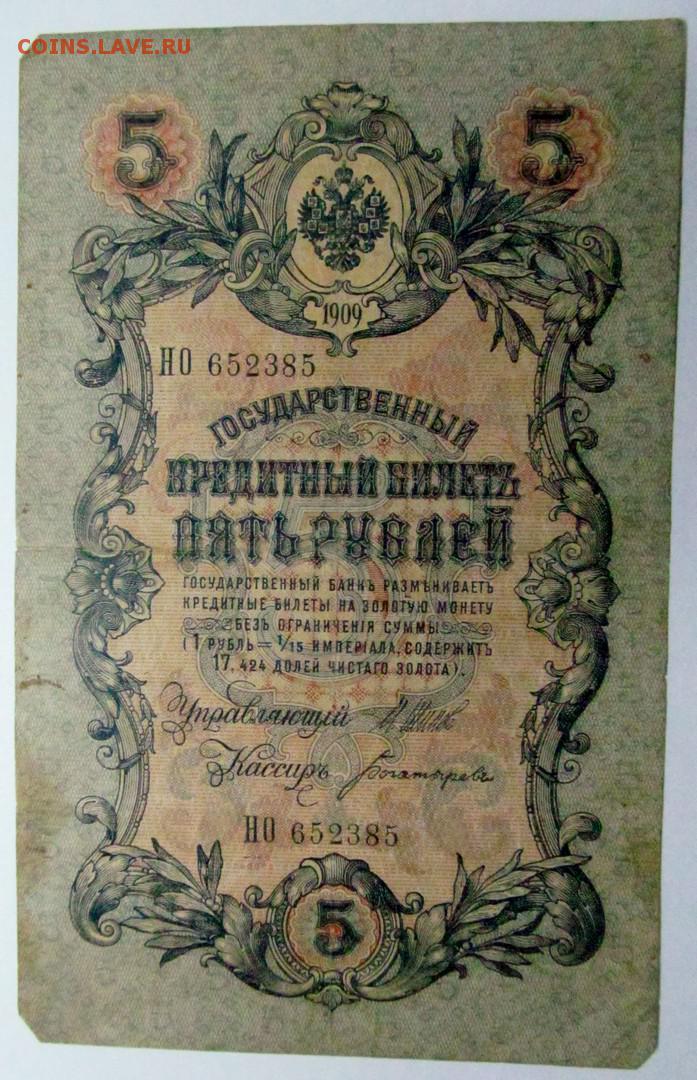 COINS.LAVE.RU
5 5
1909
НО 652385
ГОСУДАРСТВЕННЫЙ
КРЕДИТНЫЙ БИЛЕТЪ
ПЯТЬ РУБЛЕЙ
ГОСУДАРСТВЕННЫЙ БАНКЪ РАЗМѢНИВАЕТЪ
КРЕДИТНЫЕ БИЛЕТЫ НА ЗОЛОТУЮ МОНЕТУ
БЕЗЪ ОГРАНИЧЕНІЯ СУММЫ
(1 РУБЛЬ = 1/15 ИМПЕРІАЛА, СОДЕРЖИТЪ
17,424 ДОЛЕЙ ЧИСТАГО ЗОЛОТА).
Управляющій
Кассиръ Богатыревъ
НО 652385
5